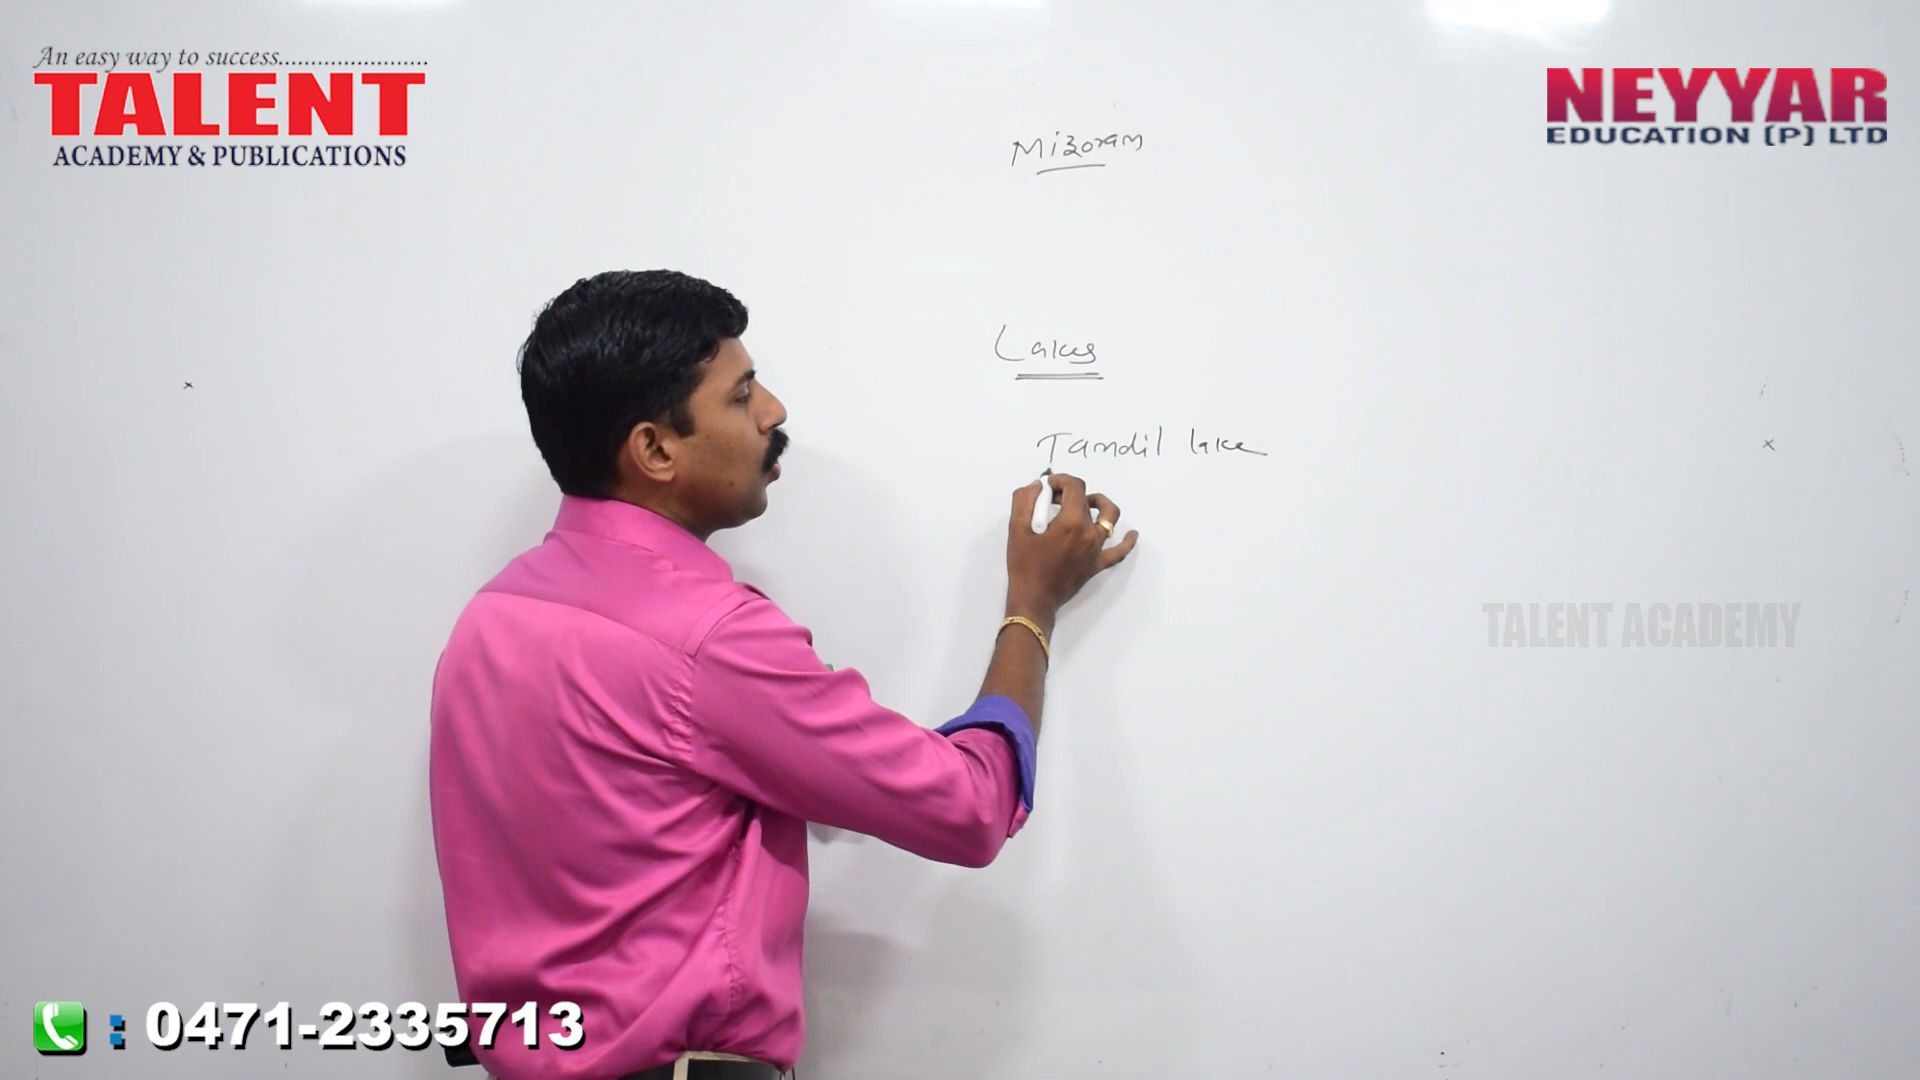 An easy way to success.......................
TALENT
ACADEMY & PUBLICATIONS
NEYYAR
EDUCATION (P) LTD
Mizoram
Lakes
Tamdil lake
TALENT ACADEMY
: 0471-2335713